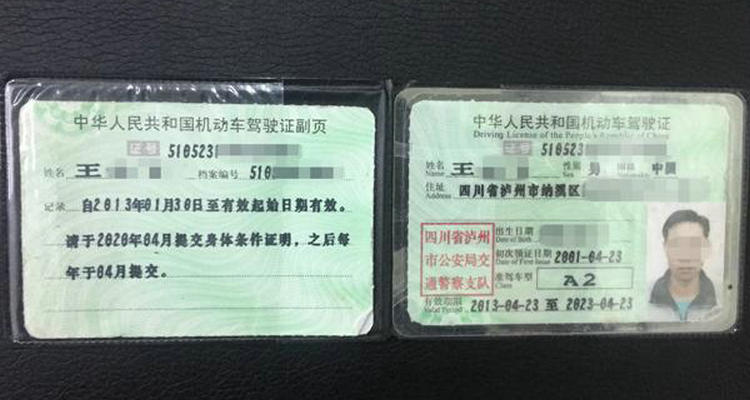 中华人民共和国机动车驾驶证副页
证号 5105231
姓名 王 档案编号 510
记录 自2013年01月30日至有效起始日期有效。
请于2020年04月提交身体条件证明，之后每
年于04月提交。
中华人民共和国机动车驾驶证
Driving License of the People's Republic of China
证号 510523
姓名 王 性别 男 国籍 中国
Name
住址 四川省泸州市纳溪区
Address
四川省泸州
市公安局交
通警察支队
出生日期
Date of Birth
初次领证日期 2001-04-23
Date of First Issue
准驾车型 A2
Class
有效期限 2013-04-23 至 2023-04-23
Valid Period